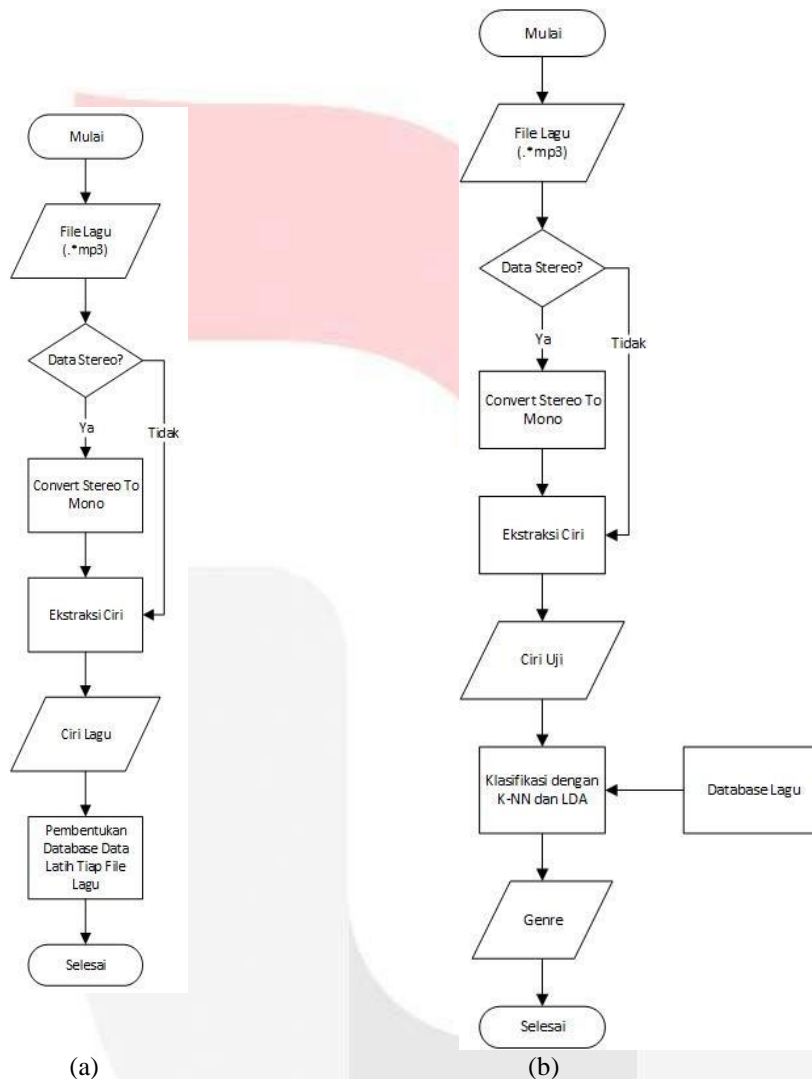 Mulai
File Lagu
(.*mp3)
Data Stereo?
Ya
Tidak
Convert Stereo To
Mono
Ekstraksi Ciri
Ciri Lagu
Pembentukan
Database Data
Latih Tiap File
Lagu
Selesai
(a)
Mulai
File Lagu
(.*mp3)
Data Stereo?
Ya
Tidak
Convert Stereo To
Mono
Ekstraksi Ciri
Ciri Uji
Klasifikasi dengan
K-NN dan LDA
Database Lagu
Genre
Selesai
(b)